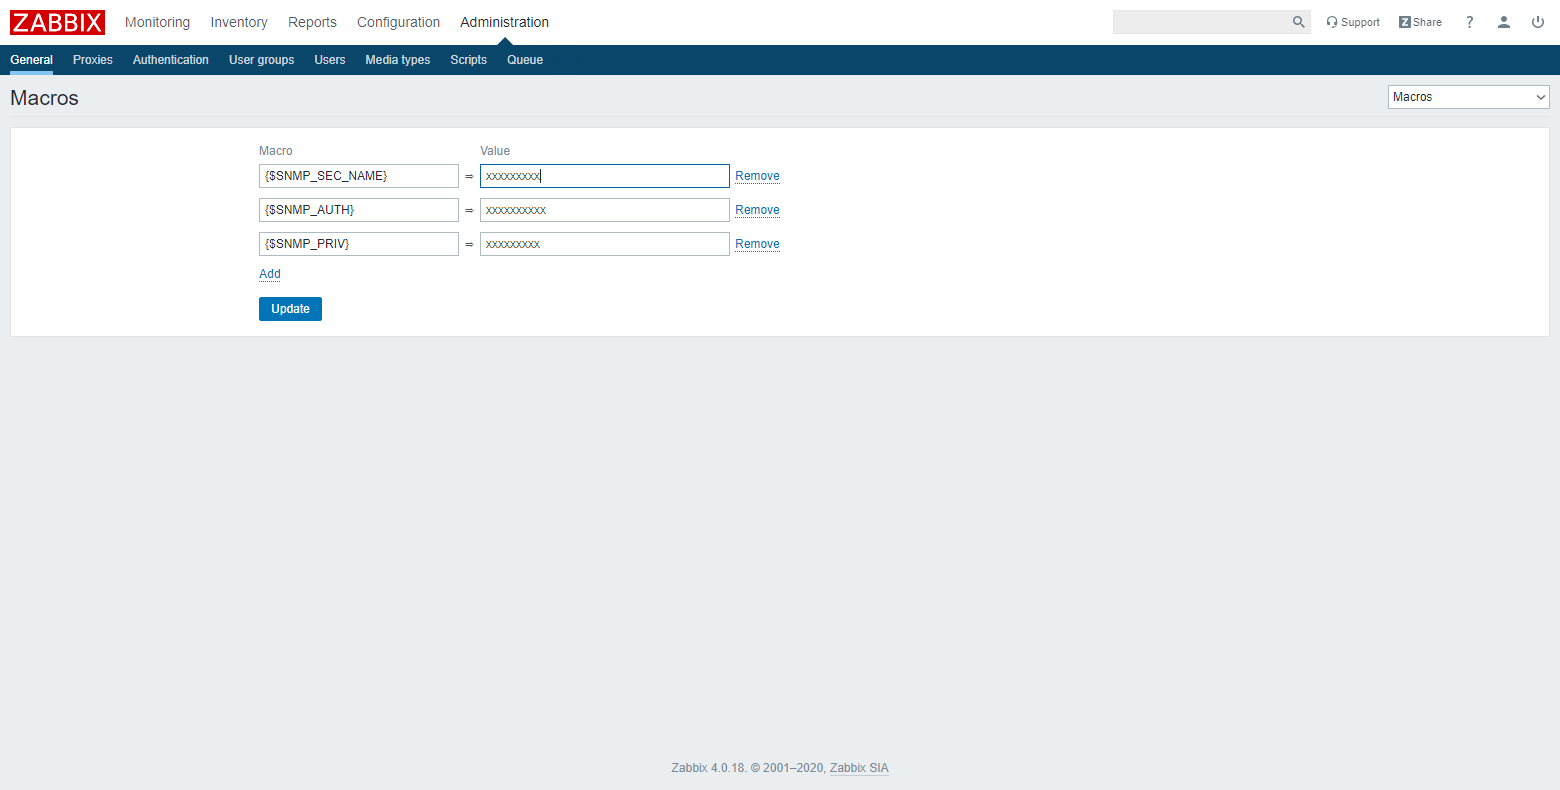 ZABBIX Monitoring Inventory Reports Configuration Administration Support Z Share ?
General Proxies Authentication User groups Users Media types Scripts Queue
Macros Macros
Macro Value
{$SNMP_SEC_NAME} ⇒ xxxxxxxxx Remove
{$SNMP_AUTH} ⇒ xxxxxxxxxx Remove
{$SNMP_PRIV} ⇒ xxxxxxxxx Remove
Add
Update
Zabbix 4.0.18. © 2001–2020, Zabbix SIA